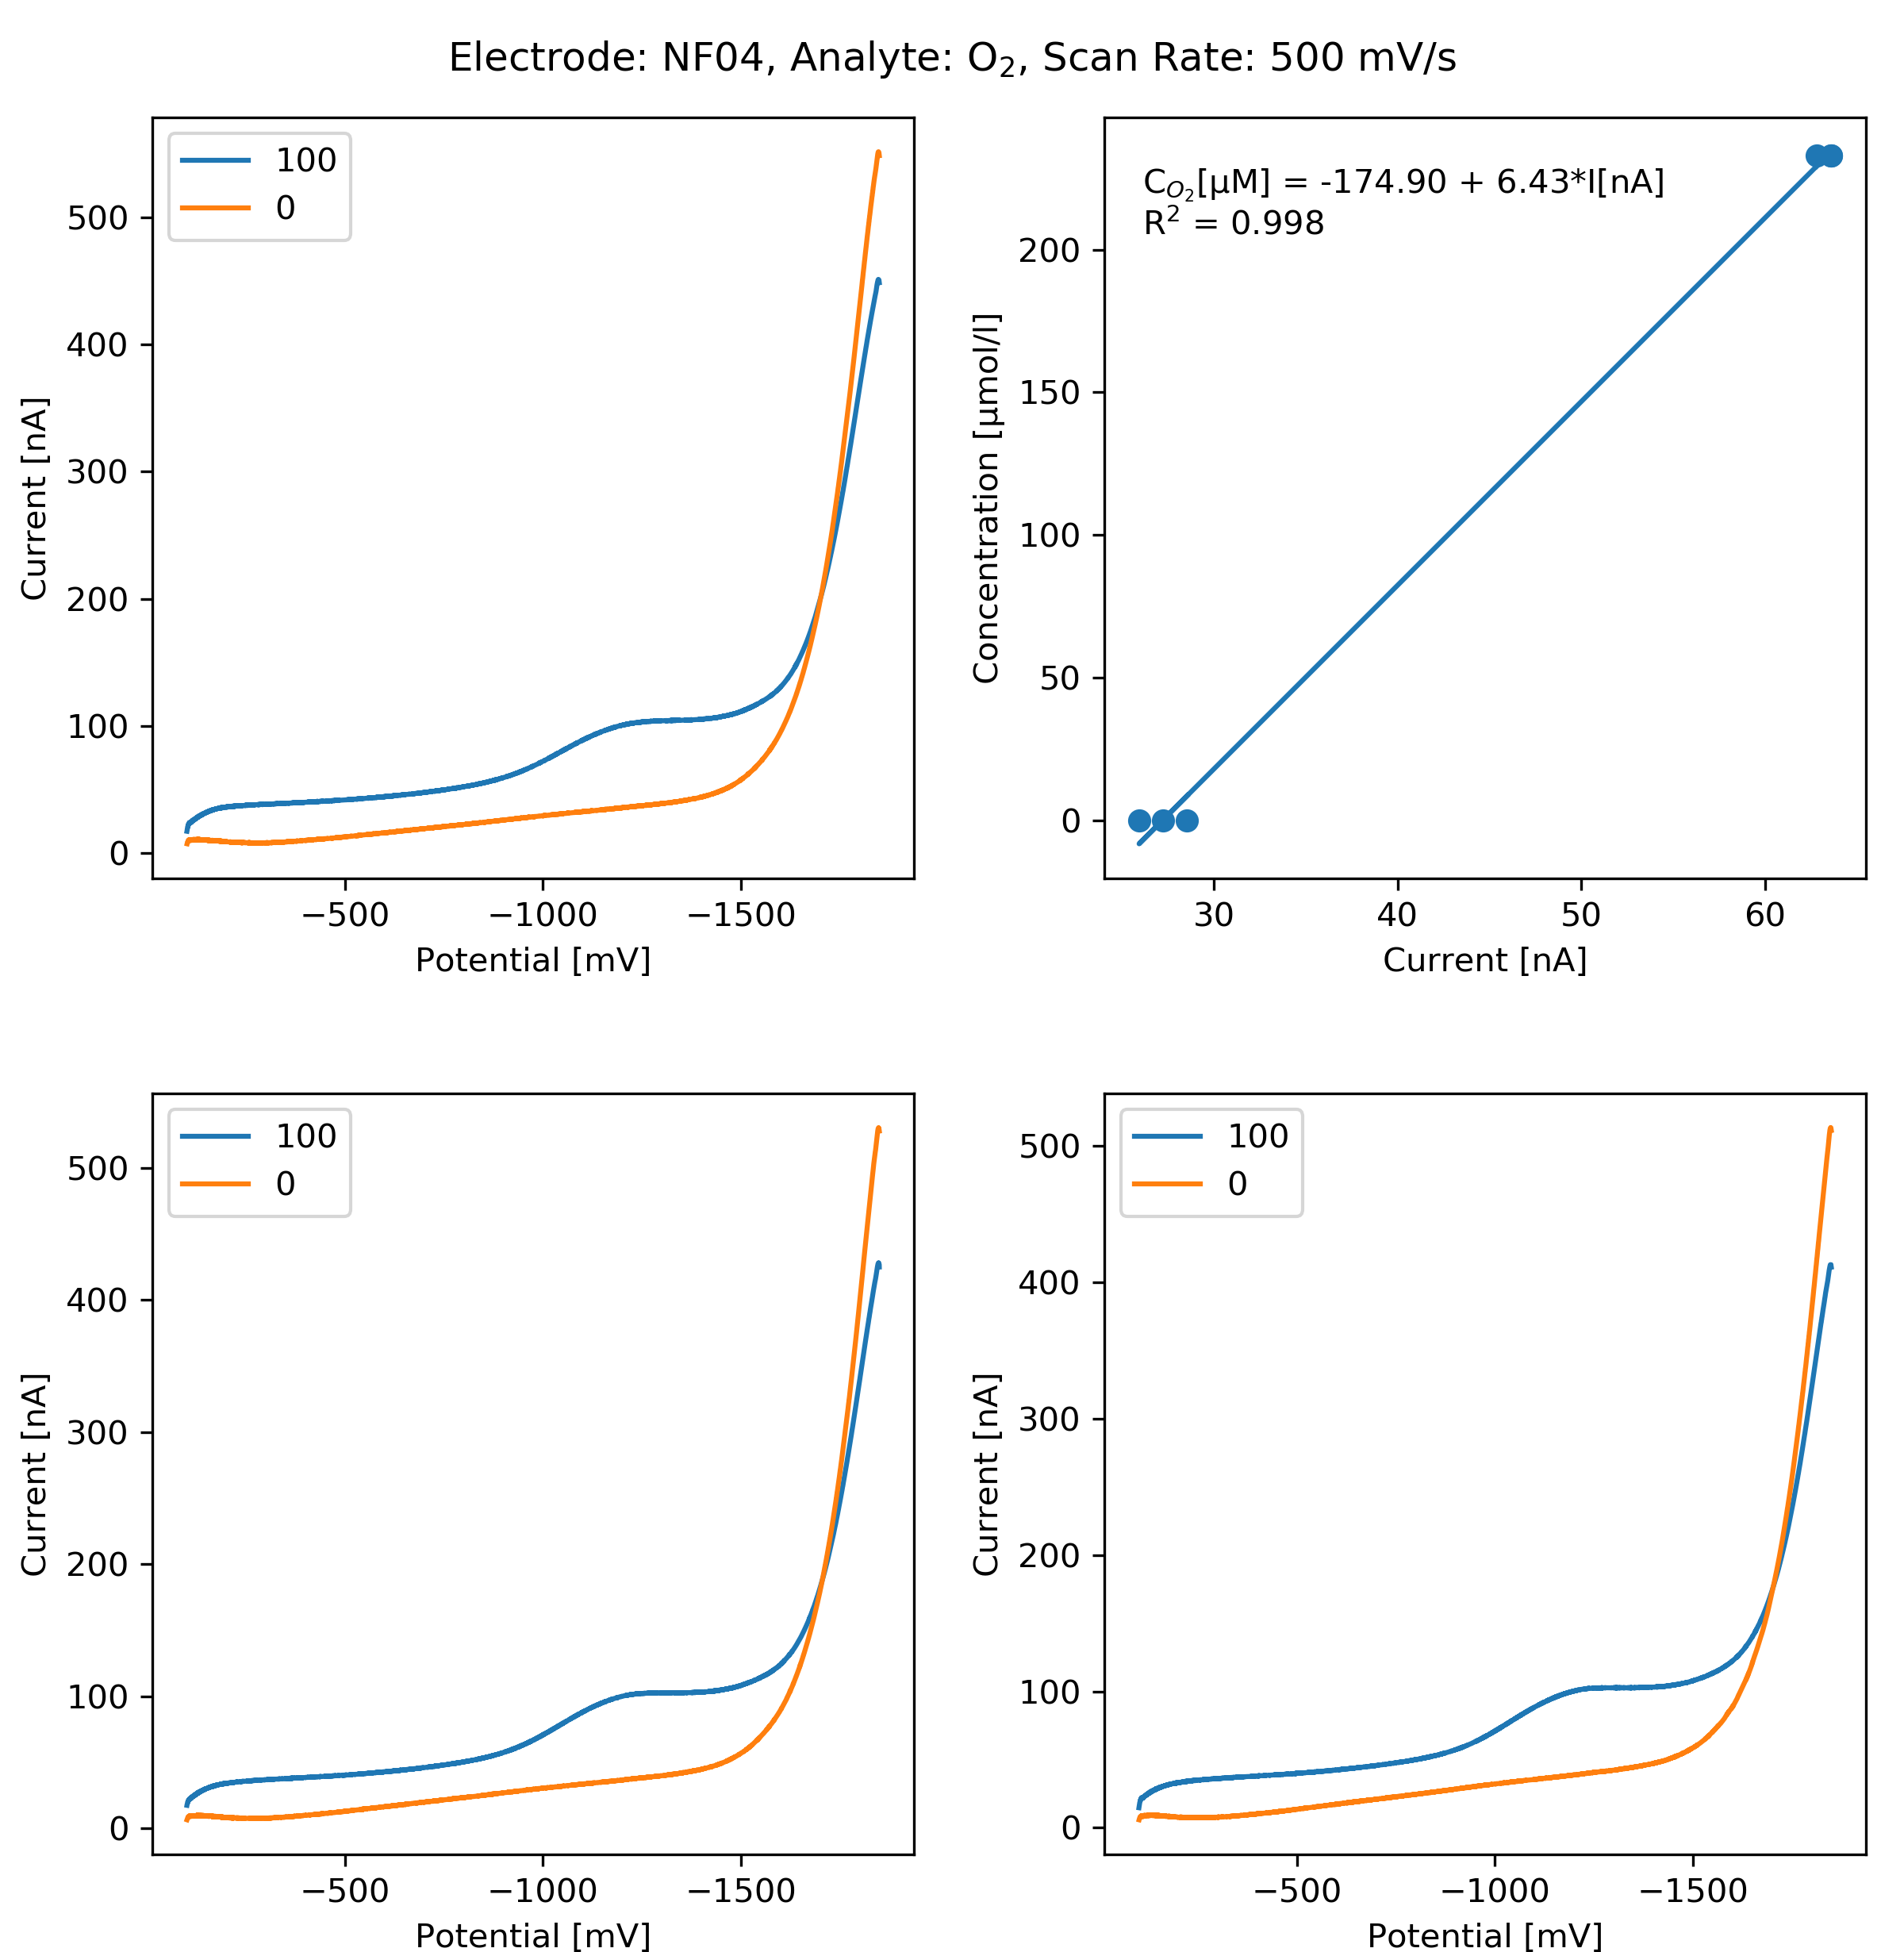 Electrode: NF04, Analyte: O₂, Scan Rate: 500 mV/s
100
0
500
400
300
200
100
0
Current [nA]
−500 −1000 −1500
Potential [mV]
C_O₂[µM] = -174.90 + 6.43*I[nA]
R² = 0.998
200
150
100
50
0
Concentration [µmol/l]
30 40 50 60
Current [nA]
100
0
500
400
300
200
100
0
Current [nA]
−500 −1000 −1500
Potential [mV]
100
0
500
400
300
200
100
0
Current [nA]
−500 −1000 −1500
Potential [mV]